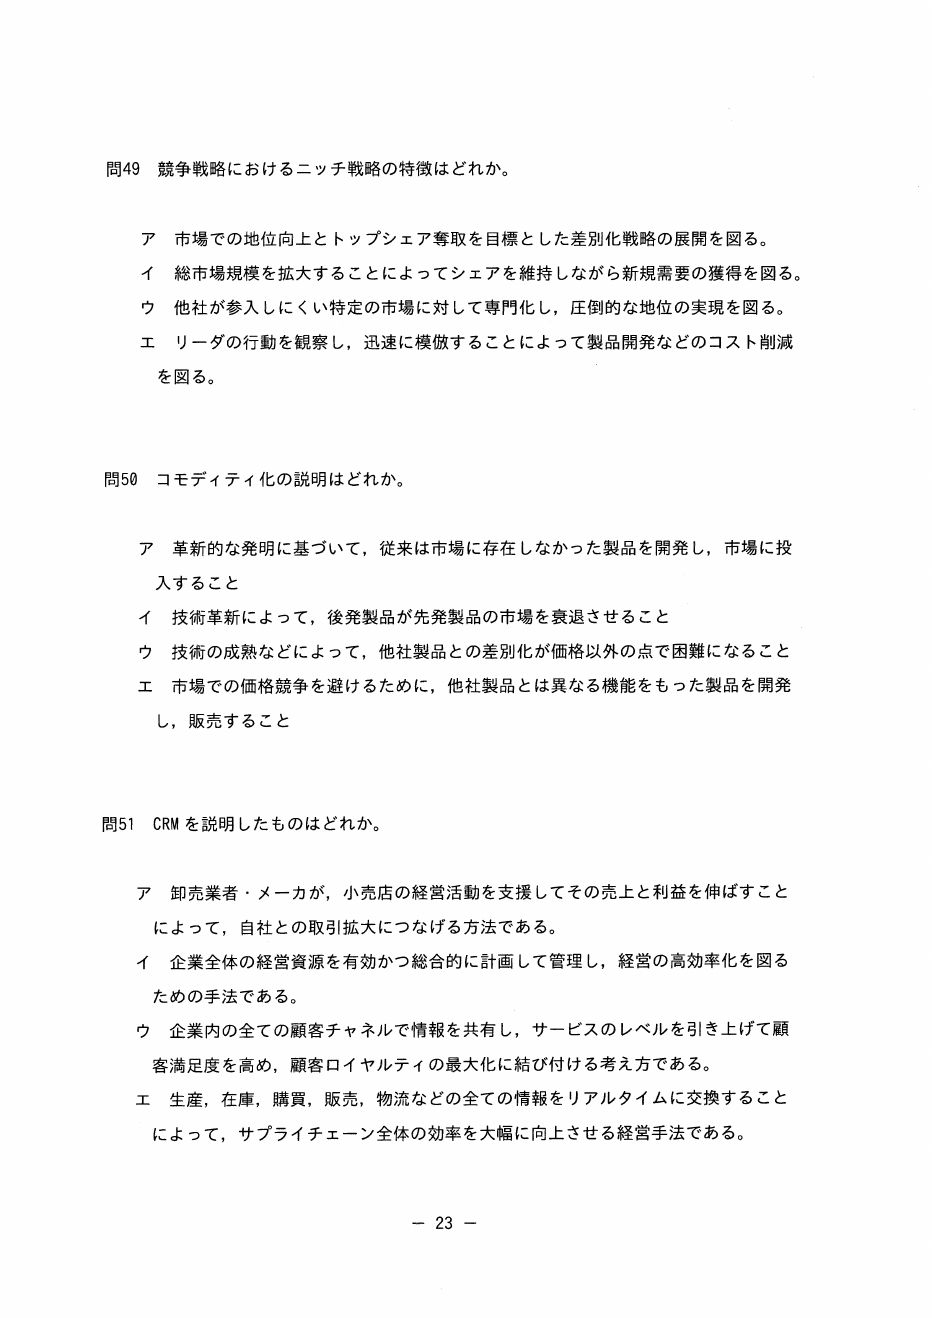 問49　競争戦略におけるニッチ戦略の特徴はどれか。
ア　市場での地位向上とトップシェア奪取を目標とした差別化戦略の展開を図る。
イ　総市場規模を拡大することによってシェアを維持しながら新規需要の獲得を図る。
ウ　他社が参入しにくい特定の市場に対して専門化し，圧倒的な地位の実現を図る。
エ　リーダの行動を観察し，迅速に模倣することによって製品開発などのコスト削減
を図る。
問50　コモディティ化の説明はどれか。
ア　革新的な発明に基づいて，従来は市場に存在しなかった製品を開発し，市場に投
入すること
イ　技術革新によって，後発製品が先発製品の市場を衰退させること
ウ　技術の成熟などによって，他社製品との差別化が価格以外の点で困難になること
エ　市場での価格競争を避けるために，他社製品とは異なる機能をもった製品を開発
し，販売すること
問51　CRM を説明したものはどれか。
ア　卸売業者・メーカが，小売店の経営活動を支援してその売上と利益を伸ばすこと
によって，自社との取引拡大につなげる方法である。
イ　企業全体の経営資源を有効かつ総合的に計画して管理し，経営の高効率化を図る
ための手法である。
ウ　企業内の全ての顧客チャネルで情報を共有し，サービスのレベルを引き上げて顧
客満足度を高め，顧客ロイヤルティの最大化に結び付ける考え方である。
エ　生産，在庫，購買，販売，物流などの全ての情報をリアルタイムに交換すること
によって，サプライチェーン全体の効率を大幅に向上させる経営手法である。
－ 23 －